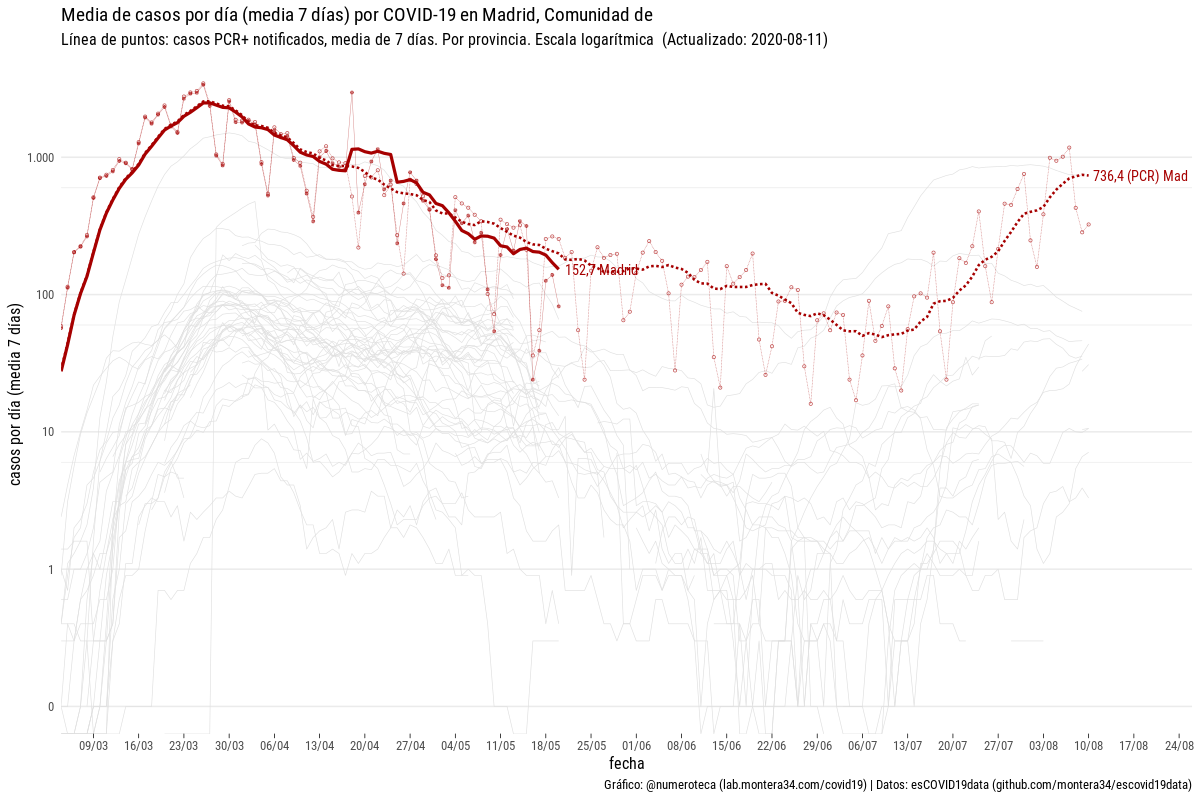 Media de casos por día (media 7 días) por COVID-19 en Madrid, Comunidad de
Línea de puntos: casos PCR+ notificados, media de 7 días. Por provincia. Escala logarítmica (Actualizado: 2020-08-11)
casos por día (media 7 días)
1.000
100
10
1
0
736,4 (PCR) Mad
152,7 Madrid
09/03 16/03 23/03 30/03 06/04 13/04 20/04 27/04 04/05 11/05 18/05 25/05 01/06 08/06 15/06 22/06 29/06 06/07 13/07 20/07 27/07 03/08 10/08 17/08 24/08
fecha
Gráfico: @numeroteca (lab.montera34.com/covid19) | Datos: esCOVID19data (github.com/montera34/escovid19data)